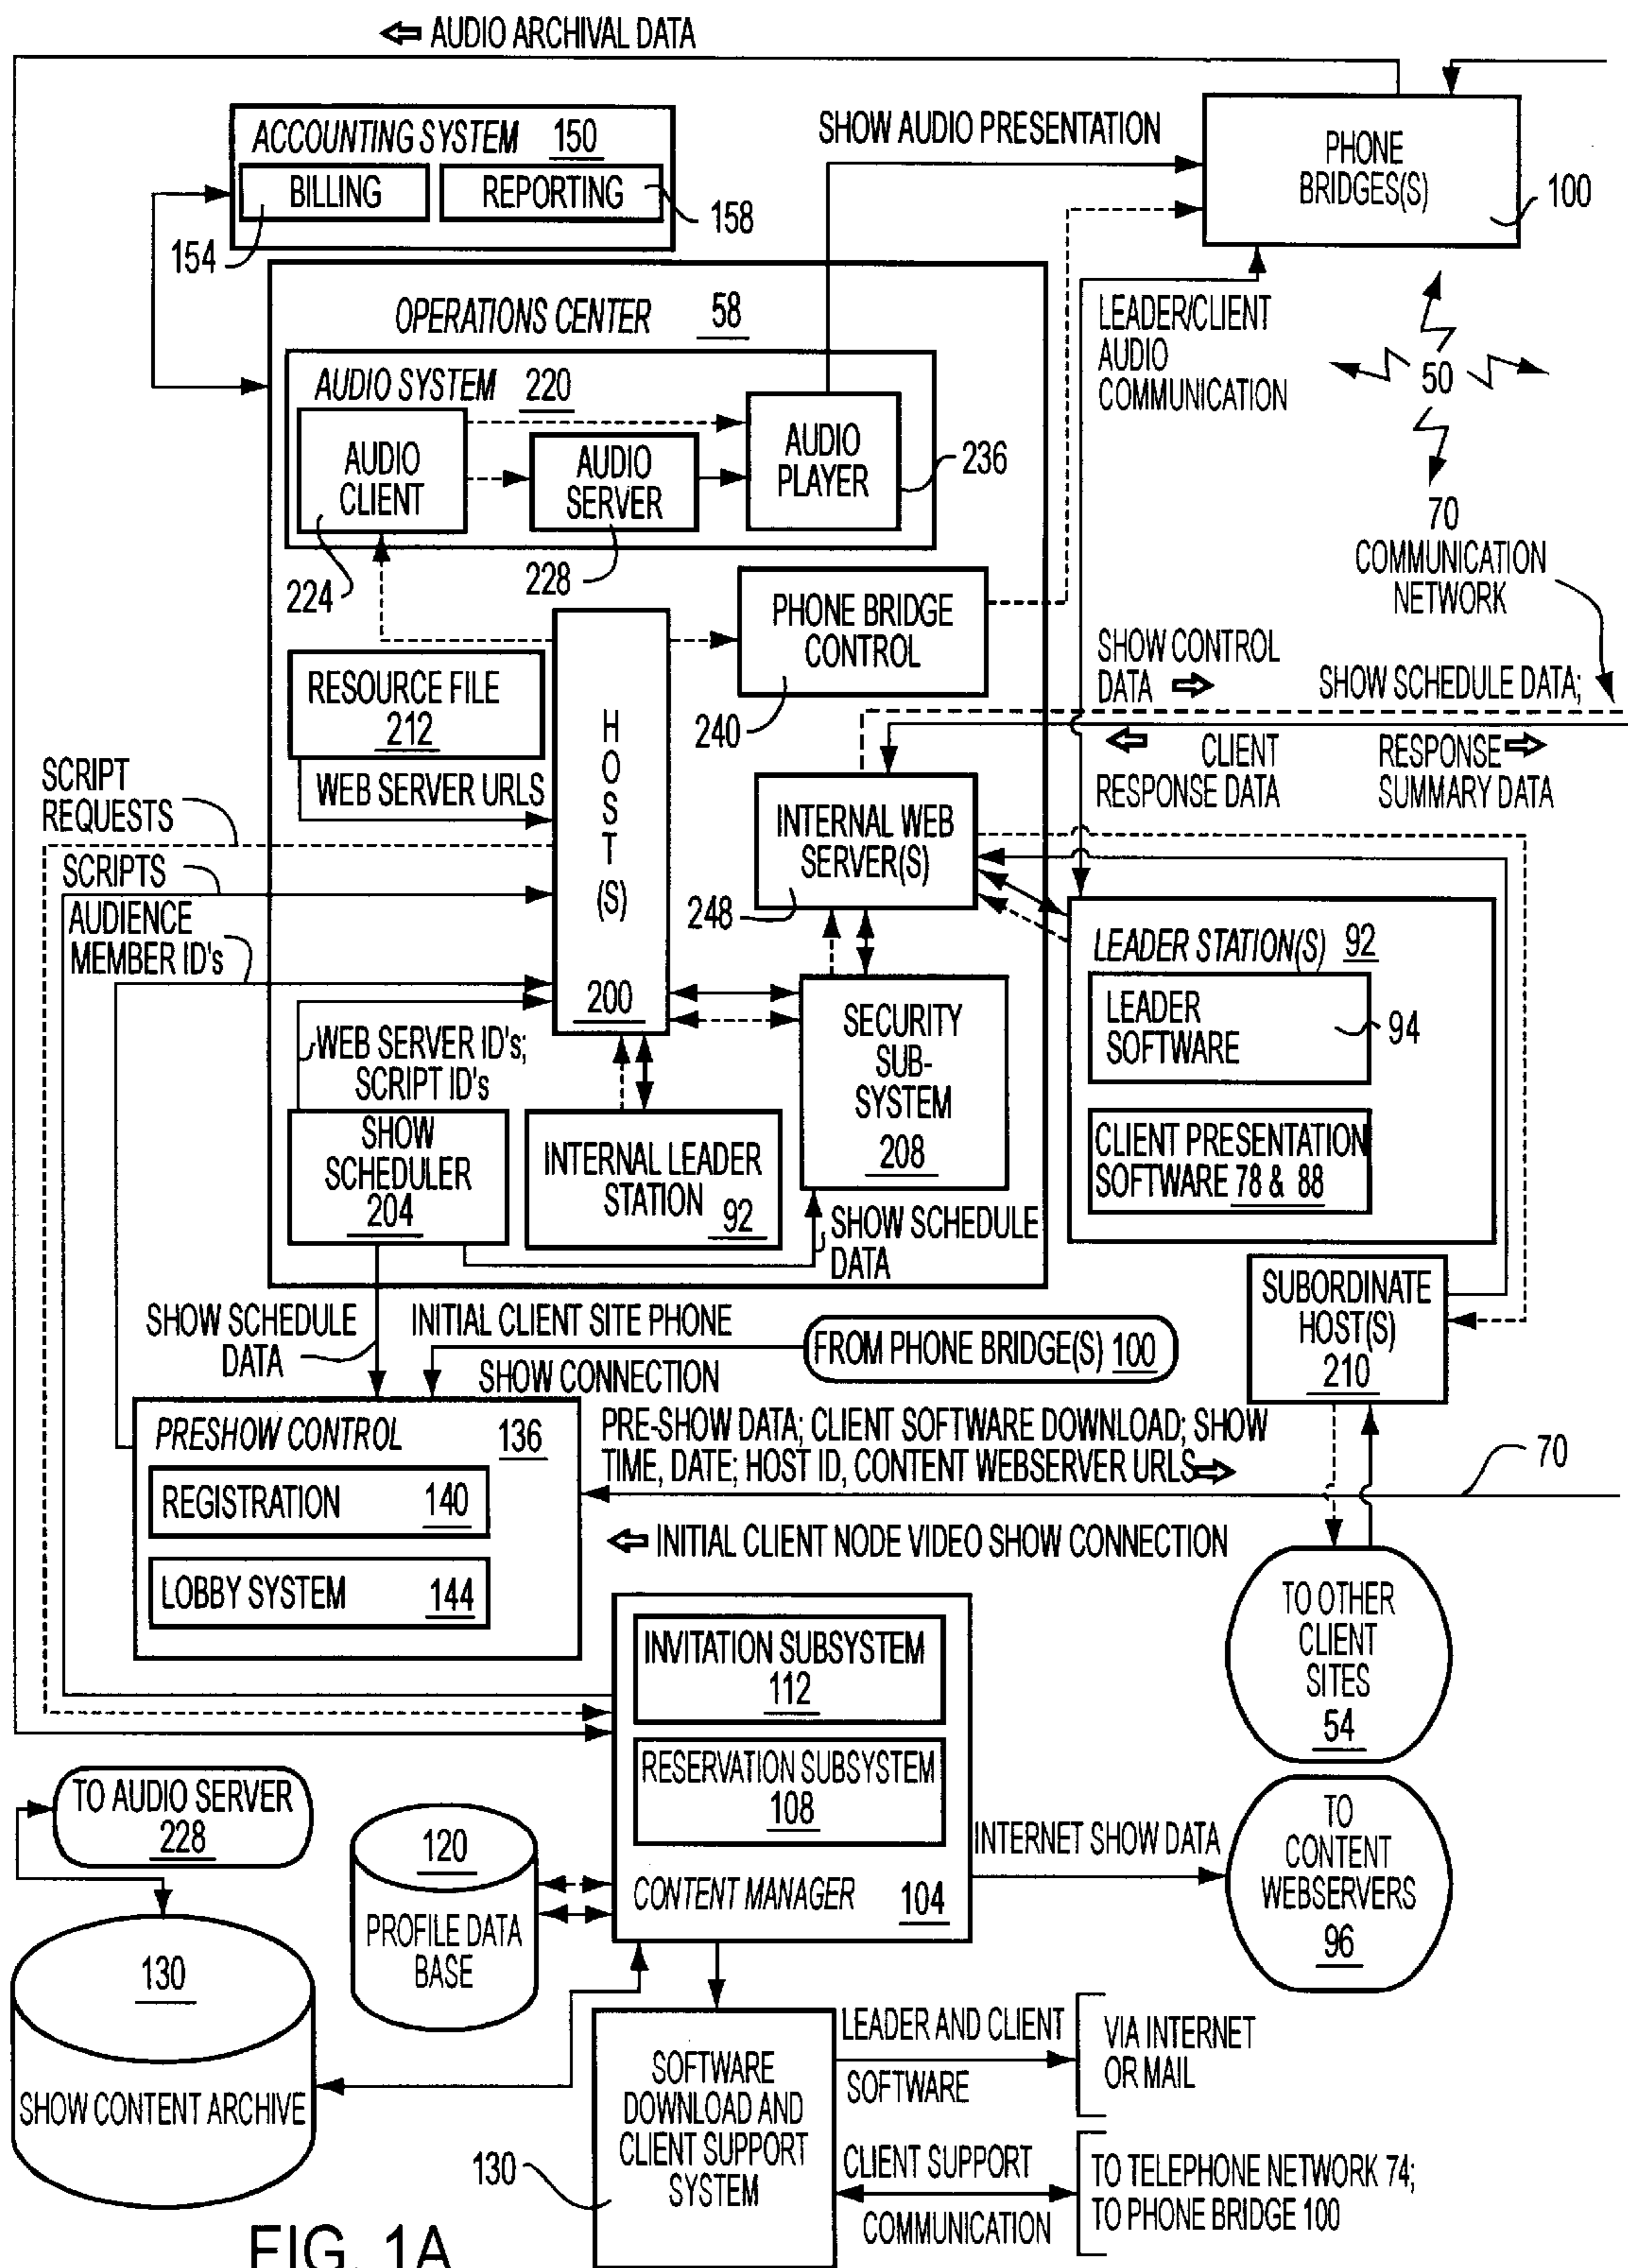 ⇦ AUDIO ARCHIVAL DATA
ACCOUNTING SYSTEM 150
BILLING
REPORTING
154
158
SHOW AUDIO PRESENTATION
PHONE
BRIDGES(S)
100
OPERATIONS CENTER 58
AUDIO SYSTEM 220
AUDIO
CLIENT
224
AUDIO
SERVER
228
AUDIO
PLAYER
236
LEADER/CLIENT
AUDIO
COMMUNICATION
50
70
COMMUNICATION
NETWORK
PHONE BRIDGE
CONTROL
240
RESOURCE FILE
212
WEB SERVER URLS
HOST
(S)
200
SHOW CONTROL
DATA ⇨
SHOW SCHEDULE DATA;
⇦ CLIENT
RESPONSE DATA
RESPONSE ⇨
SUMMARY DATA
SCRIPT
REQUESTS
SCRIPTS
AUDIENCE
MEMBER ID's
INTERNAL WEB
SERVER(S)
248
LEADER STATION(S) 92
LEADER
SOFTWARE
94
CLIENT PRESENTATION
SOFTWARE 78 & 88
WEB SERVER ID's;
SCRIPT ID's
SECURITY
SUB-
SYSTEM
208
SHOW
SCHEDULER
204
INTERNAL LEADER
STATION 92
SHOW SCHEDULE
DATA
SUBORDINATE
HOST(S)
210
SHOW SCHEDULE
DATA
INITIAL CLIENT SITE PHONE
SHOW CONNECTION
FROM PHONE BRIDGE(S) 100
PRESHOW CONTROL 136
REGISTRATION 140
LOBBY SYSTEM 144
PRE-SHOW DATA; CLIENT SOFTWARE DOWNLOAD; SHOW
TIME, DATE; HOST ID, CONTENT WEBSERVER URLS ⇨
70
⇦ INITIAL CLIENT NODE VIDEO SHOW CONNECTION
INVITATION SUBSYSTEM
112
RESERVATION SUBSYSTEM
108
CONTENT MANAGER 104
TO OTHER
CLIENT
SITES
54
TO AUDIO SERVER
228
120
PROFILE DATA
BASE
INTERNET SHOW DATA
TO
CONTENT
WEBSERVERS
96
130
SHOW CONTENT ARCHIVE
SOFTWARE
DOWNLOAD AND
CLIENT SUPPORT
SYSTEM
130
LEADER AND CLIENT
SOFTWARE
VIA INTERNET
OR MAIL
CLIENT SUPPORT
COMMUNICATION
TO TELEPHONE NETWORK 74;
TO PHONE BRIDGE 100
FIG. 1A